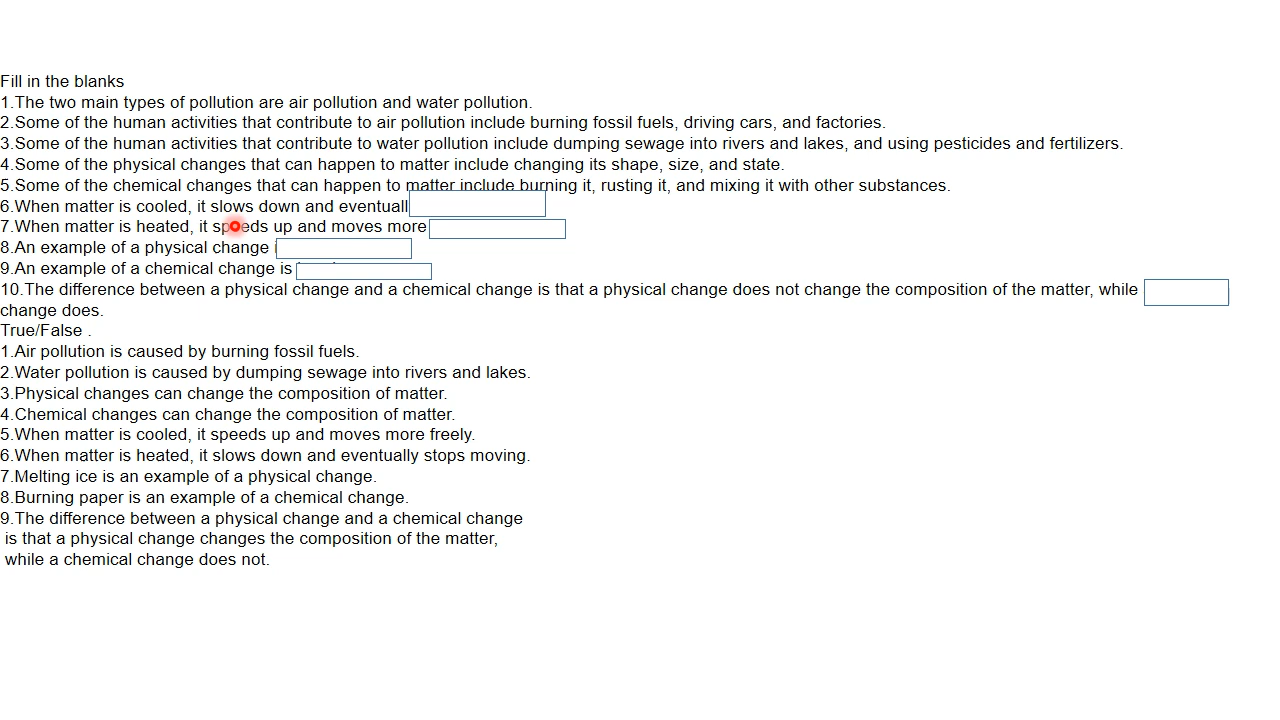 Fill in the blanks
1.The two main types of pollution are air pollution and water pollution.
2.Some of the human activities that contribute to air pollution include burning fossil fuels, driving cars, and factories.
3.Some of the human activities that contribute to water pollution include dumping sewage into rivers and lakes, and using pesticides and fertilizers.
4.Some of the physical changes that can happen to matter include changing its shape, size, and state.
5.Some of the chemical changes that can happen to matter include burning it, rusting it, and mixing it with other substances.
6.When matter is cooled, it slows down and eventuall
7.When matter is heated, it speeds up and moves more
8.An example of a physical change
9.An example of a chemical change is
10.The difference between a physical change and a chemical change is that a physical change does not change the composition of the matter, while
change does.
True/False .
1.Air pollution is caused by burning fossil fuels.
2.Water pollution is caused by dumping sewage into rivers and lakes.
3.Physical changes can change the composition of matter.
4.Chemical changes can change the composition of matter.
5.When matter is cooled, it speeds up and moves more freely.
6.When matter is heated, it slows down and eventually stops moving.
7.Melting ice is an example of a physical change.
8.Burning paper is an example of a chemical change.
9.The difference between a physical change and a chemical change
is that a physical change changes the composition of the matter,
while a chemical change does not.